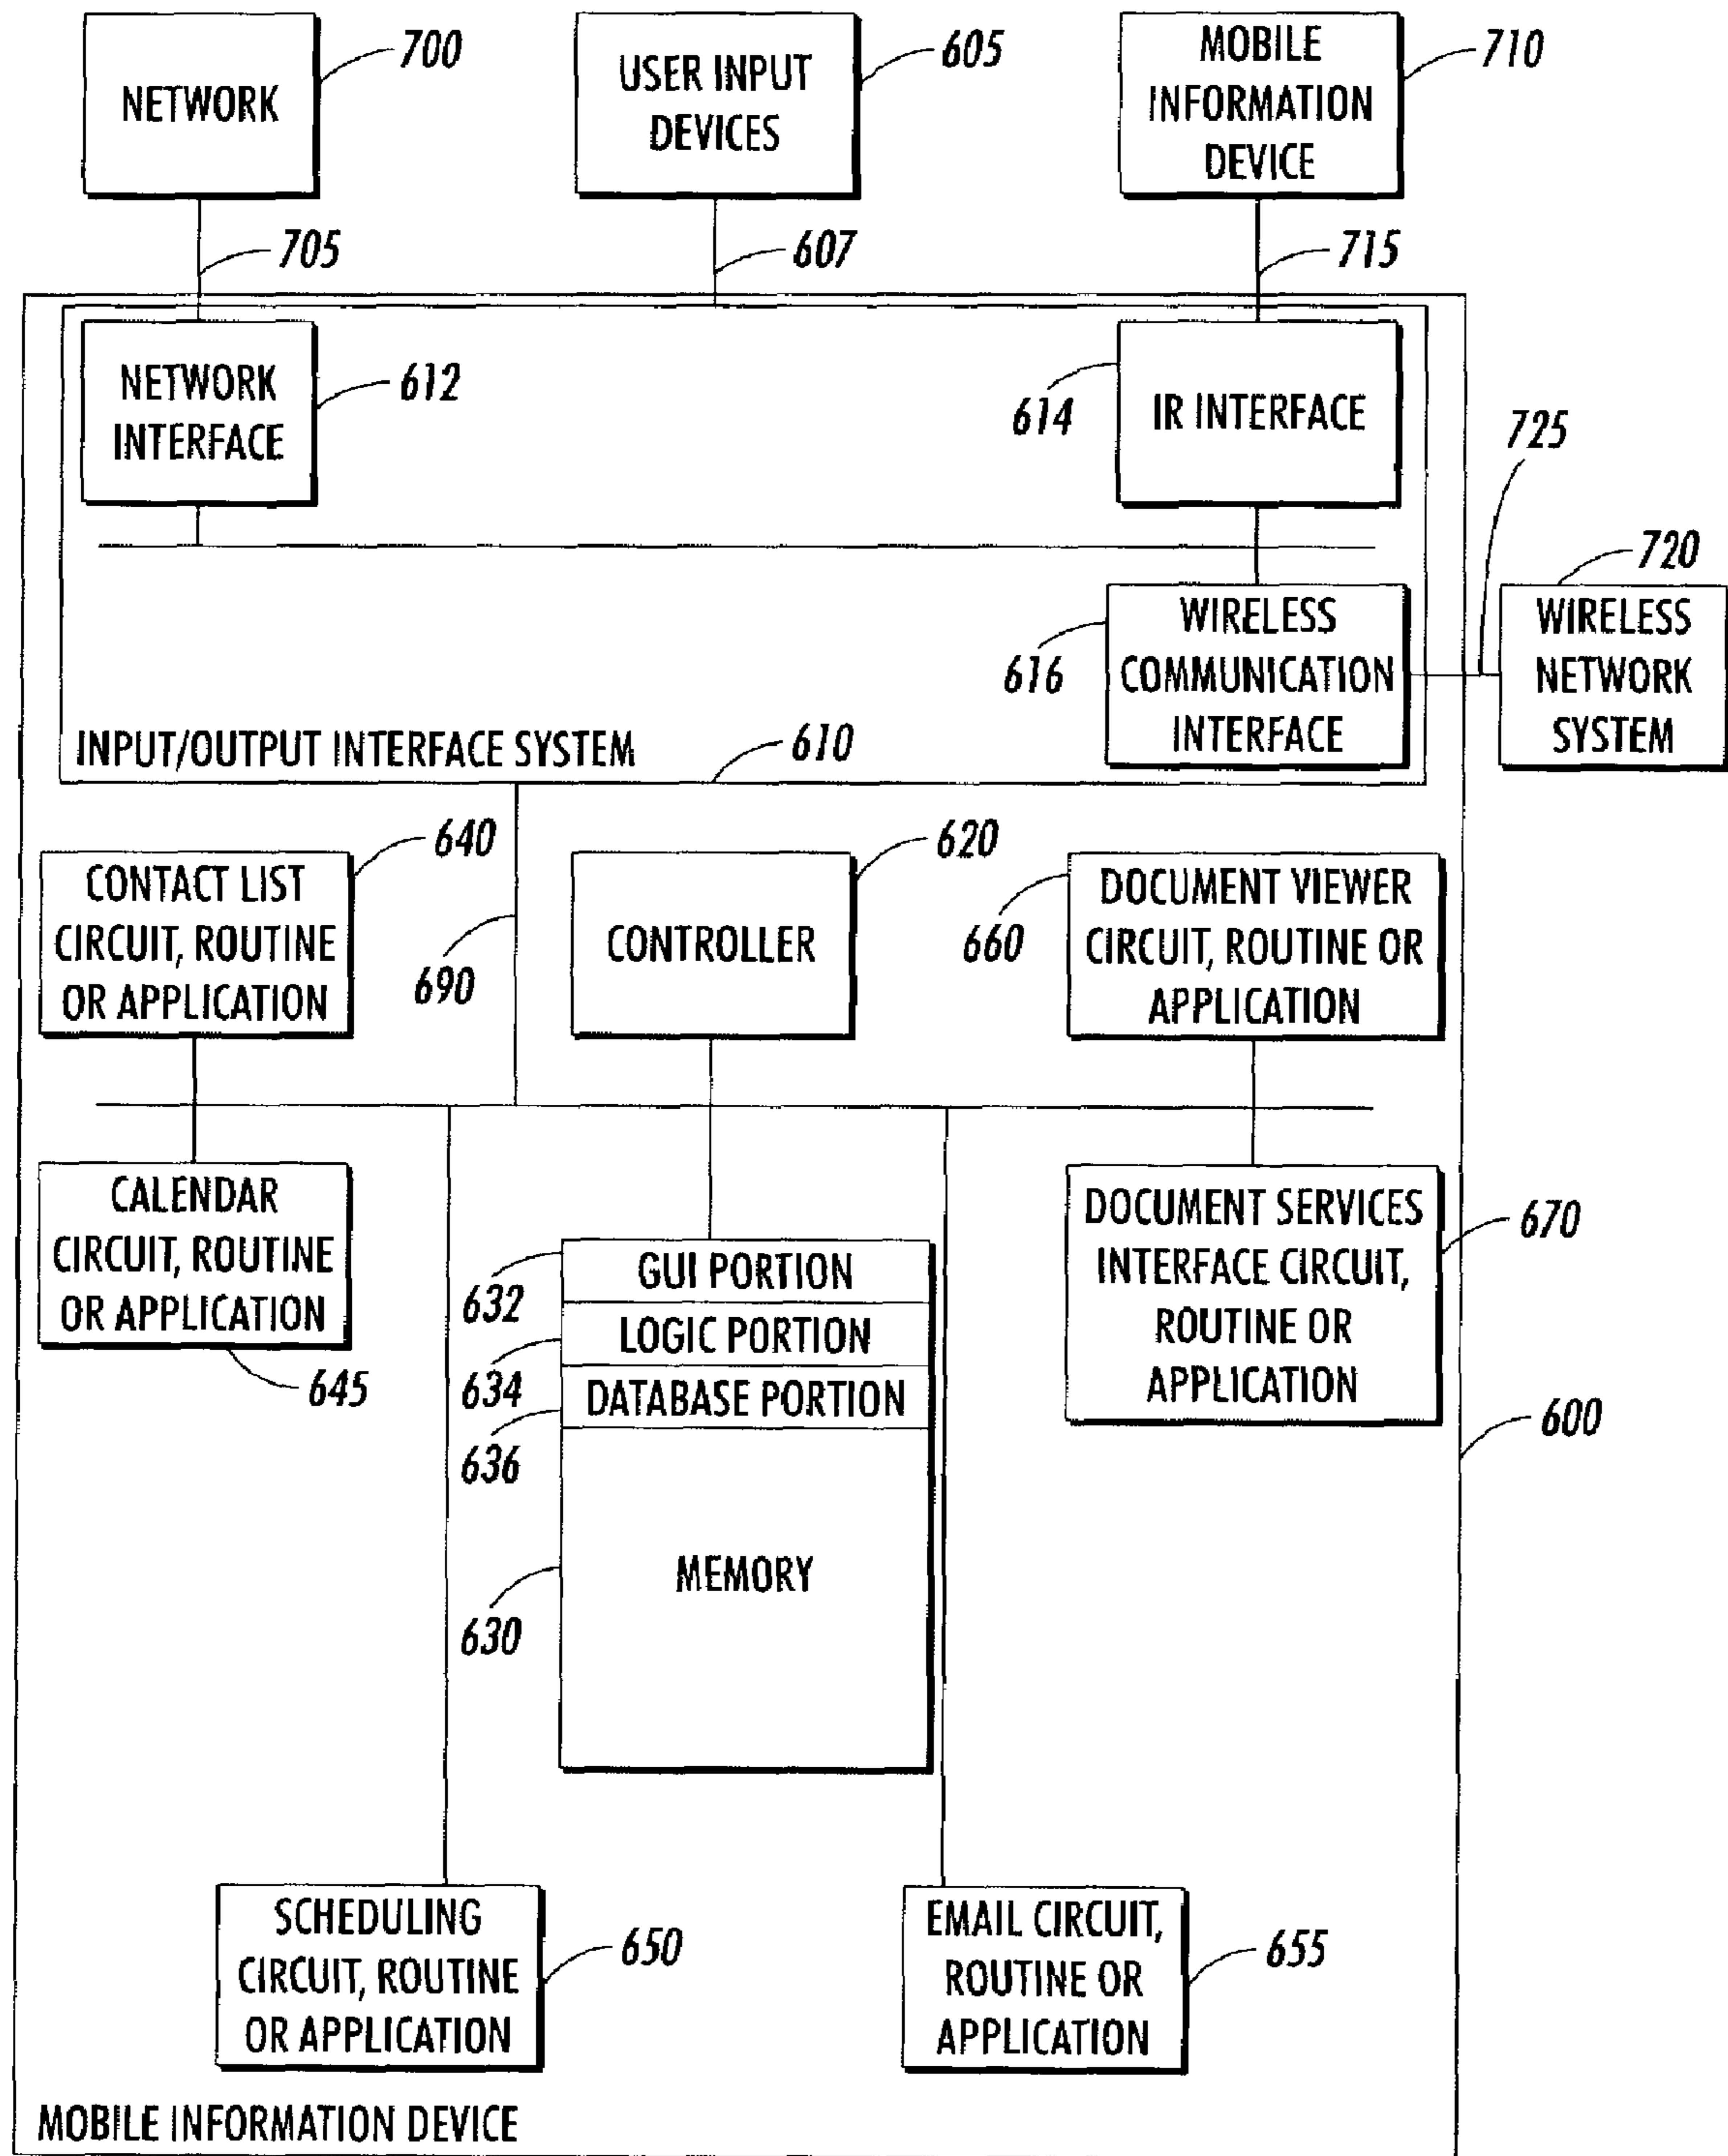 NETWORK
700
USER INPUT
DEVICES
605
MOBILE
INFORMATION
DEVICE
710
705
607
715
NETWORK
INTERFACE
612
614
IR INTERFACE
725
720
WIRELESS
COMMUNICATION
INTERFACE
616
WIRELESS
NETWORK
SYSTEM
INPUT/OUTPUT INTERFACE SYSTEM
610
CONTACT LIST
CIRCUIT, ROUTINE
OR APPLICATION
640
690
CONTROLLER
620
DOCUMENT VIEWER
CIRCUIT, ROUTINE OR
APPLICATION
660
CALENDAR
CIRCUIT, ROUTINE
OR APPLICATION
645
GUI PORTION
632
LOGIC PORTION
634
DATABASE PORTION
636
MEMORY
630
DOCUMENT SERVICES
INTERFACE CIRCUIT,
ROUTINE OR
APPLICATION
670
600
SCHEDULING
CIRCUIT, ROUTINE
OR APPLICATION
650
EMAIL CIRCUIT,
ROUTINE OR
APPLICATION
655
MOBILE INFORMATION DEVICE